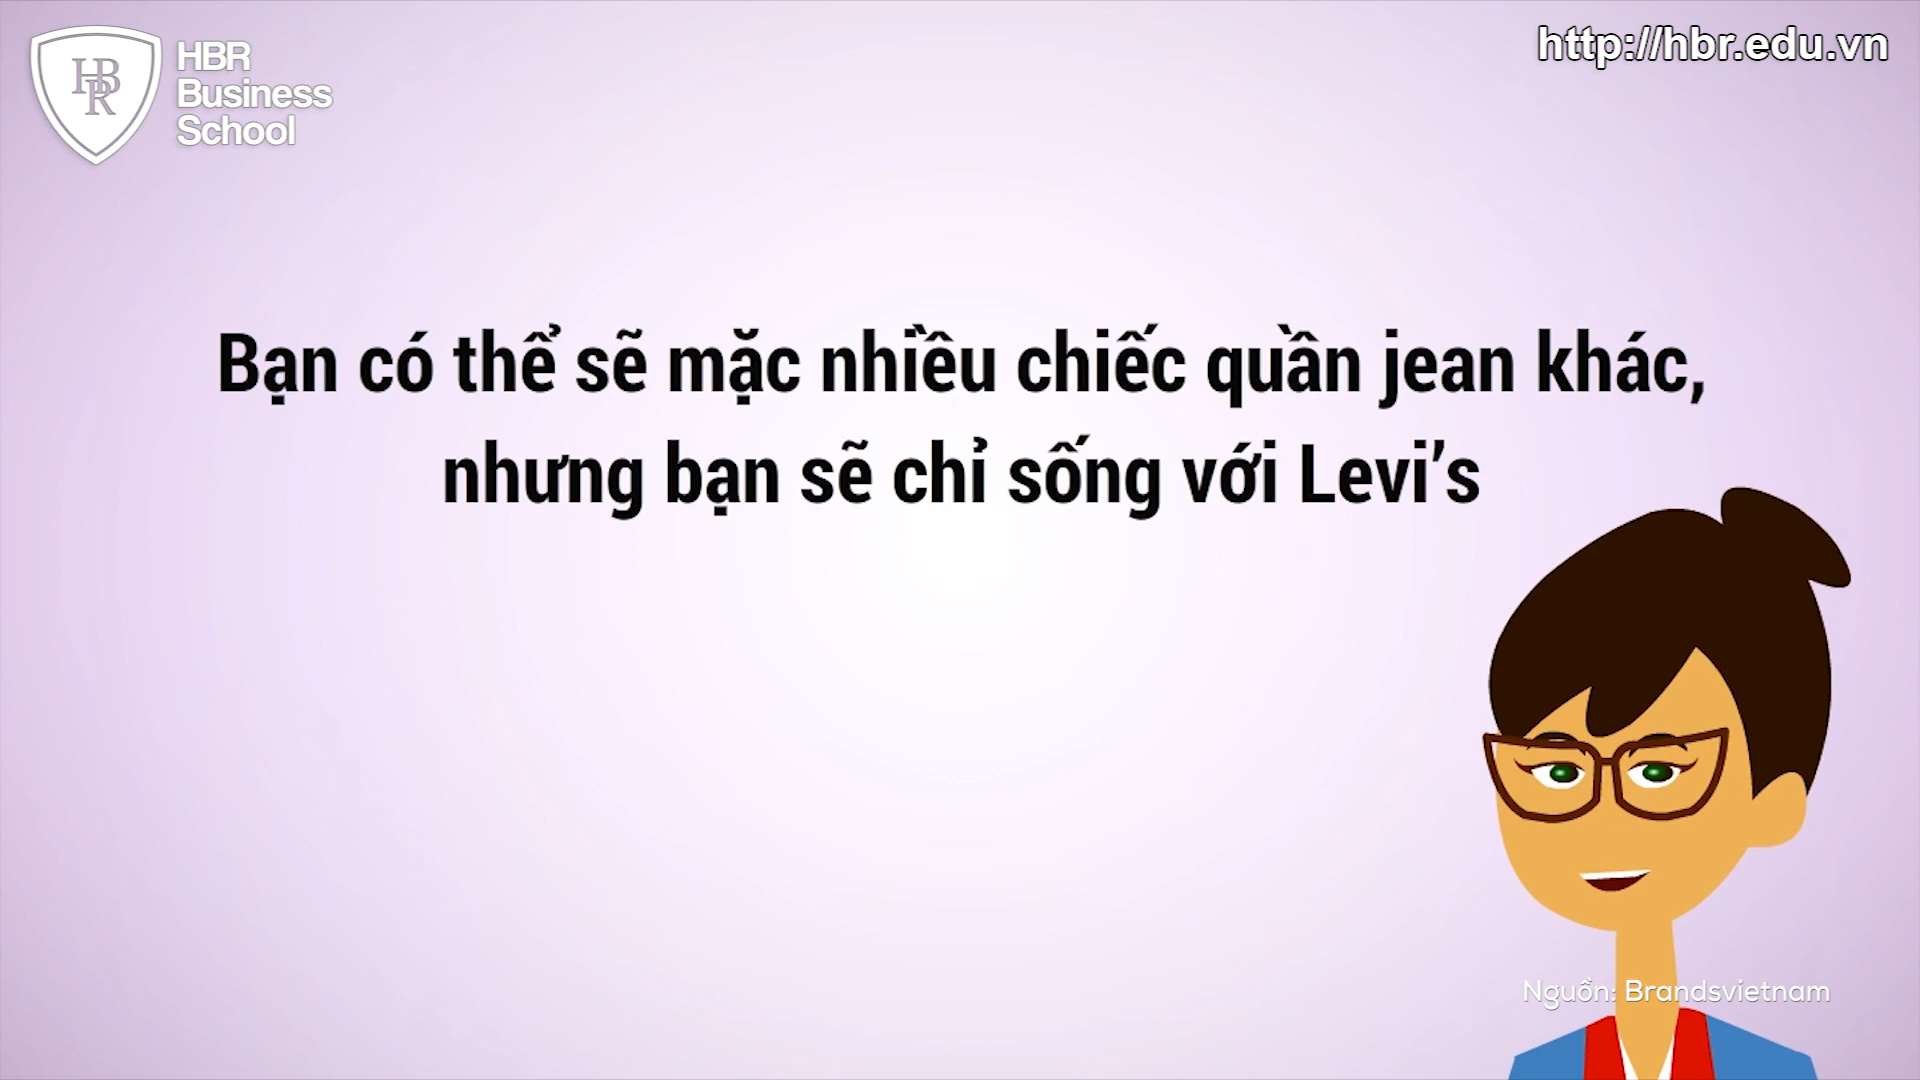 HBR
Business
School
http://hbr.edu.vn
Bạn có thể sẽ mặc nhiều chiếc quần jean khác,
nhưng bạn sẽ chỉ sống với Levi’s
Nguồn: Brandsvietnam